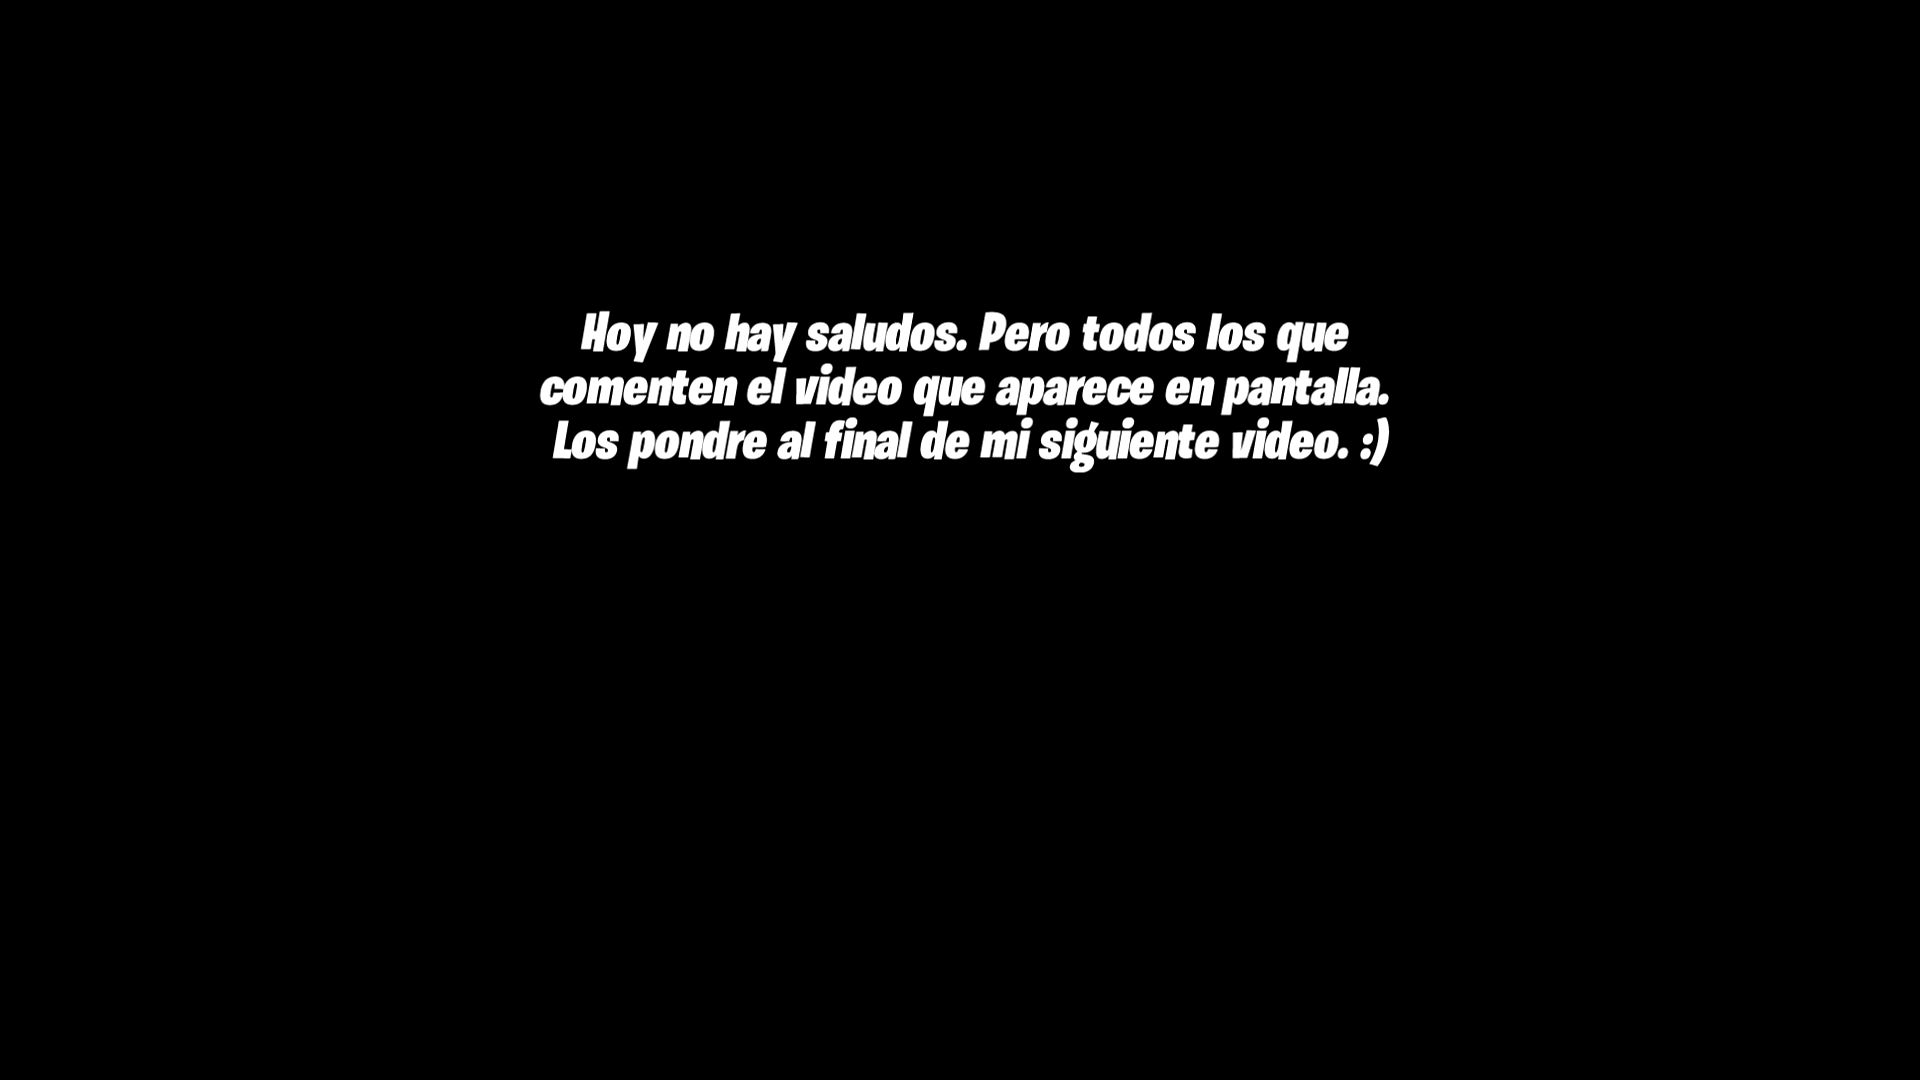 Hoy no hay saludos. Pero todos los que
comenten el video que aparece en pantalla.
Los pondre al final de mi siguiente video. :)